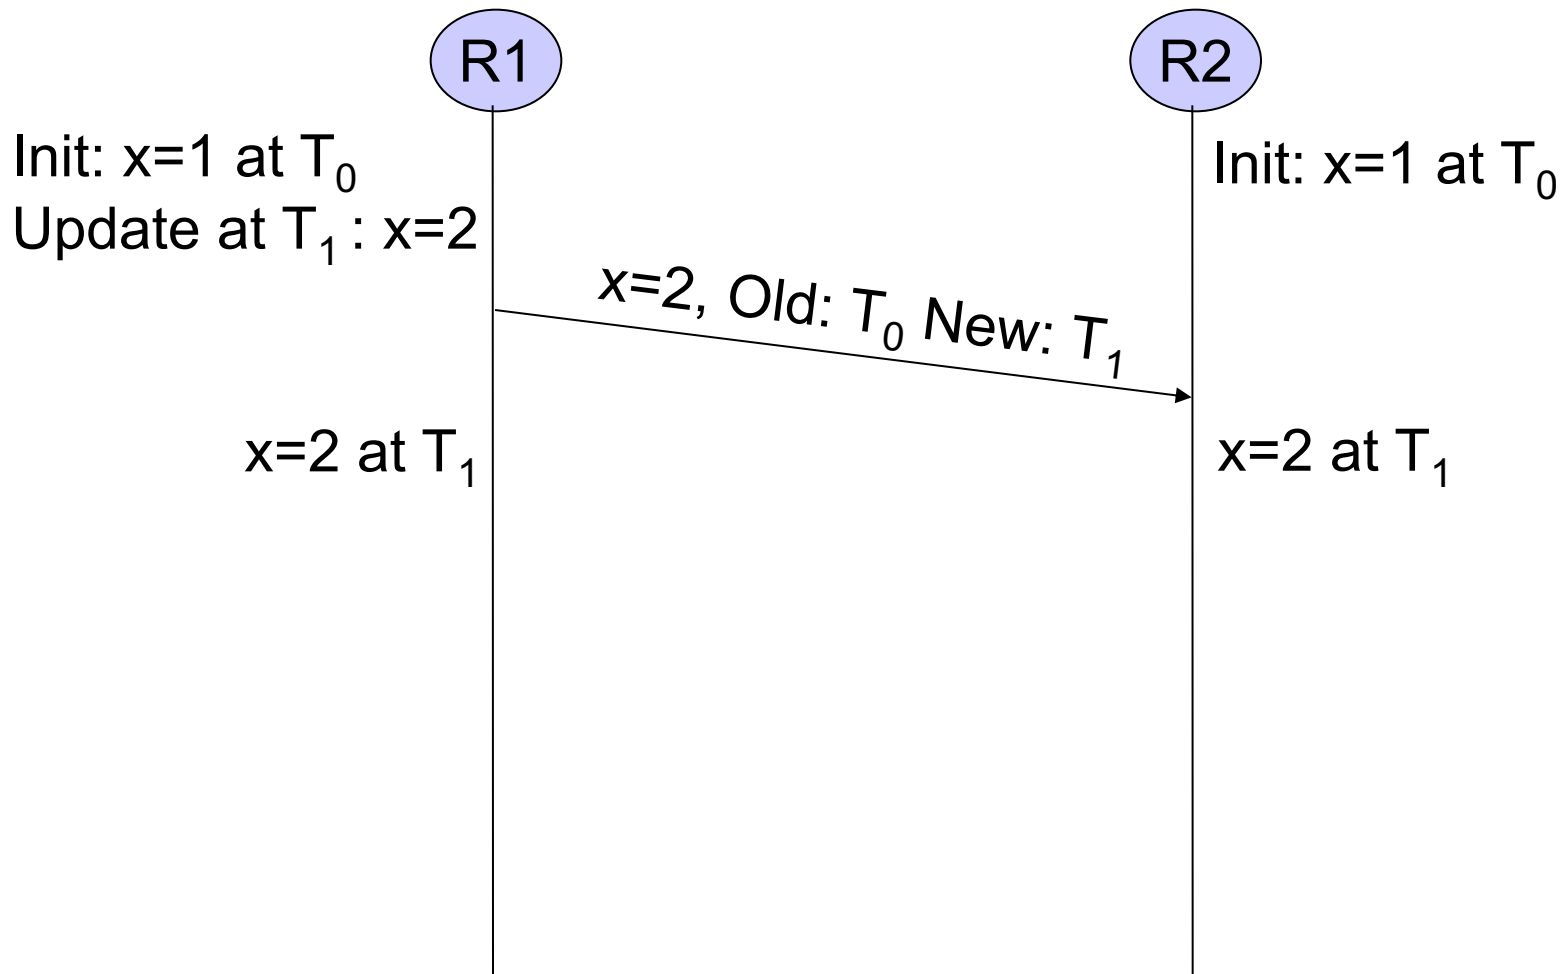 R1
R2
Init: x=1 at T₀
Init: x=1 at T₀
Update at T₁ : x=2
x=2, Old: T₀ New: T₁
x=2 at T₁
x=2 at T₁